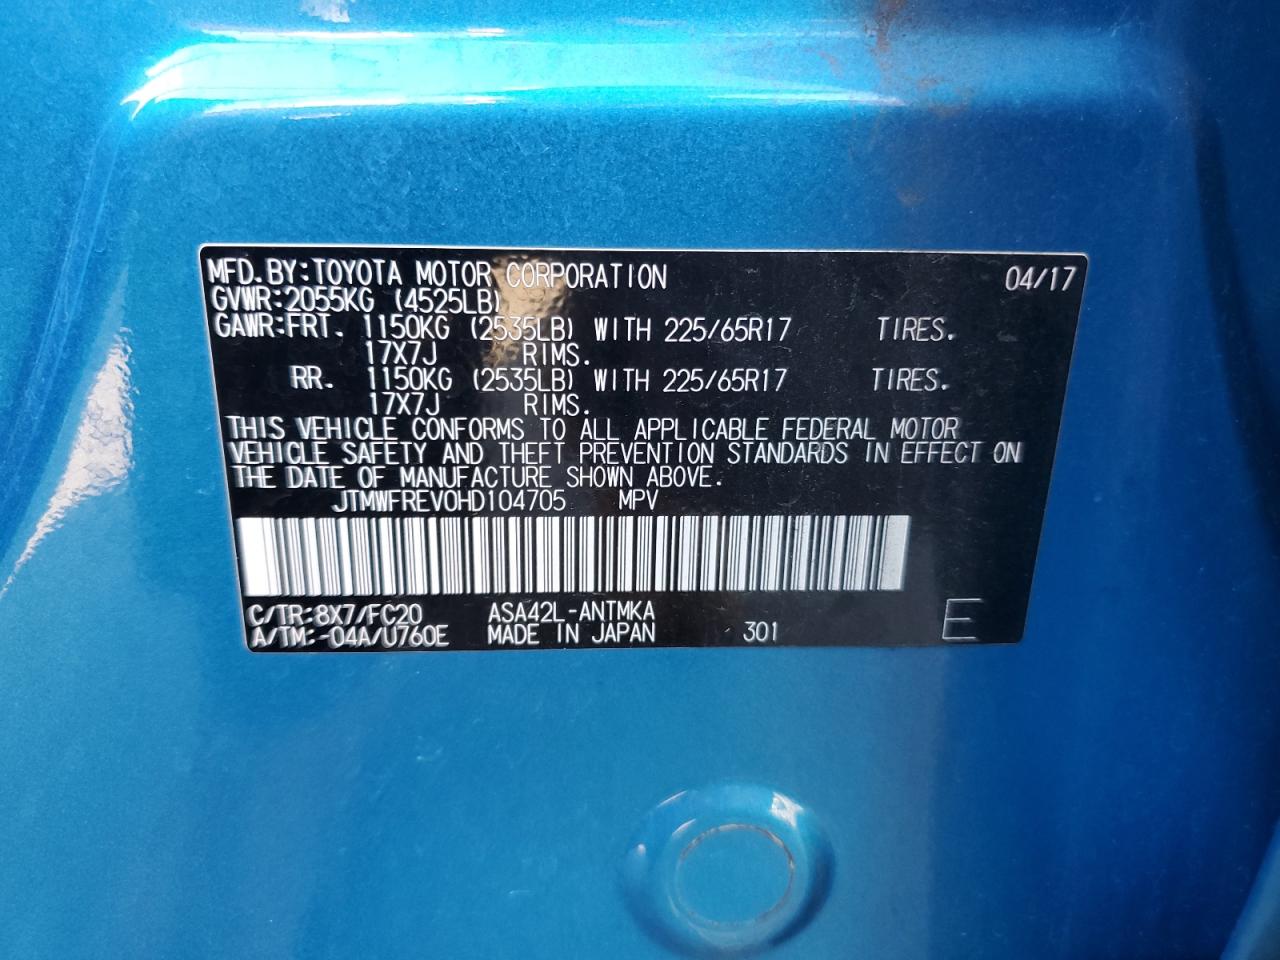 MFD. BY: TOYOTA MOTOR CORPORATION 04/17
GVWR: 2055KG (4525LB)
GAWR: FRT. 1150KG (2535LB) WITH 225/65R17 TIRES.
17X7J RIMS.
RR. 1150KG (2535LB) WITH 225/65R17 TIRES.
17X7J RIMS.
THIS VEHICLE CONFORMS TO ALL APPLICABLE FEDERAL MOTOR
VEHICLE SAFETY AND THEFT PREVENTION STANDARDS IN EFFECT ON
THE DATE OF MANUFACTURE SHOWN ABOVE.
JTMWFREV0HD104705 MPV
C/TR: 8X7/FC20 ASA42L-ANTMKA
A/TM: -04A/U760E MADE IN JAPAN 301 E